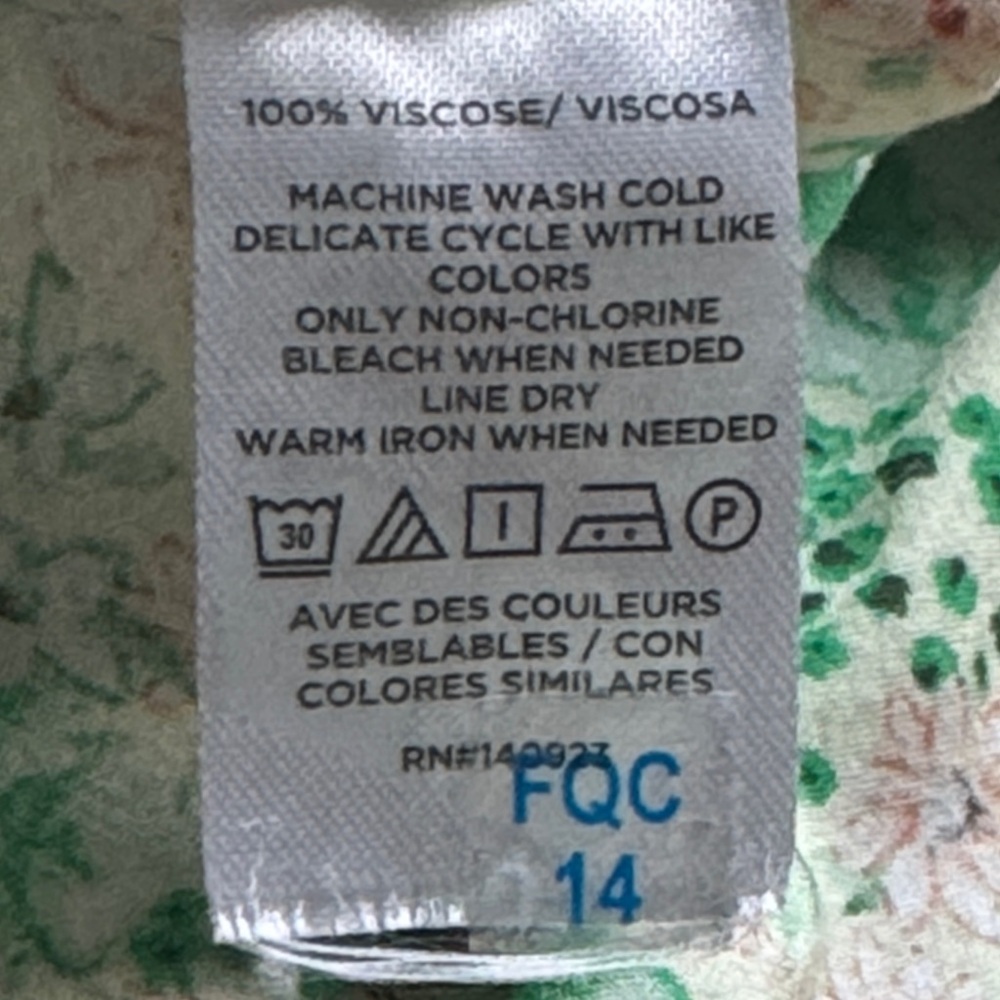 100% VISCOSE/ VISCOSA
MACHINE WASH COLD
DELICATE CYCLE WITH LIKE
COLORS
ONLY NON-CHLORINE
BLEACH WHEN NEEDED
LINE DRY
WARM IRON WHEN NEEDED
30 P
AVEC DES COULEURS
SEMBLABLES / CON
COLORES SIMILARES
FQC
14